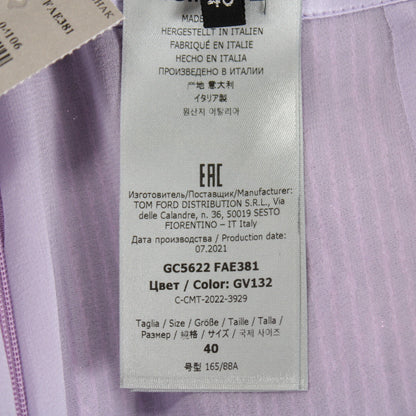 40
MADE
HERGESTELLT IN ITALIEN
FABRIQUÉ EN ITALIE
HECHO EN ITALIA
ПРОИЗВЕДЕНО В ИТАЛИИ
产地 意大利
イタリア製
원산지 이탈리아
EAC
Изготовитель/Поставщик/Manufacturer:
TOM FORD DISTRIBUTION S.R.L., Via
delle Calandre, n. 36, 50019 SESTO
FIORENTINO – IT Italy
Дата производства / Production date:
07.2021
GC5622 FAE381
Цвет / Color: GV132
C-CMT-2022-3929
Taglia / Size / Größe / Taille / Talla /
Размер / 規格 / サイズ / 국제 사이즈
40
号型 165/88A
FAE381